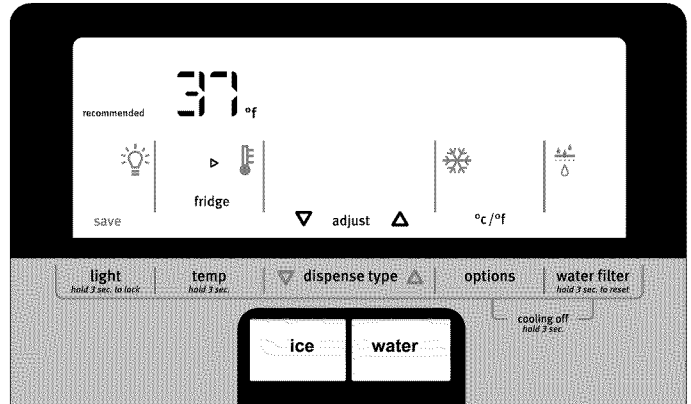 37 °f
recommended
fridge
save
adjust
°c/°f
light temp dispense type options water filter
hold 3 sec. to lock hold 3 sec. hold 3 sec. to reset
cooling off
hold 3 sec.
ice water